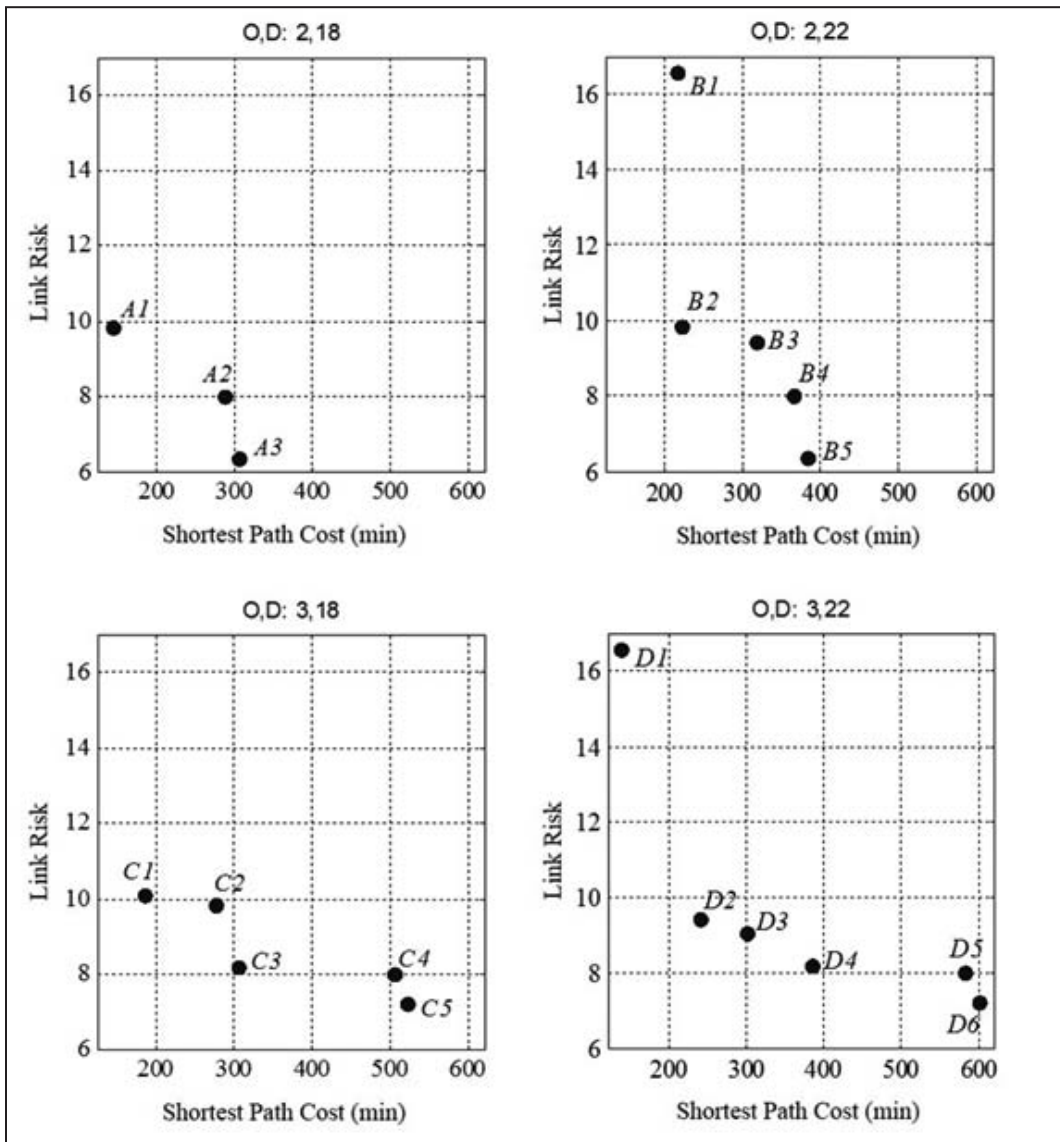 O,D: 2,18
16
14
12
10
8
6
Link Risk
A1
A2
A3
200 300 400 500 600
Shortest Path Cost (min)
O,D: 2,22
16
14
12
10
8
6
Link Risk
B1
B2
B3
B4
B5
200 300 400 500 600
Shortest Path Cost (min)
O,D: 3,18
16
14
12
10
8
6
Link Risk
C1
C2
C3
C4
C5
200 300 400 500 600
Shortest Path Cost (min)
O,D: 3,22
16
14
12
10
8
6
Link Risk
D1
D2
D3
D4
D5
D6
200 300 400 500 600
Shortest Path Cost (min)